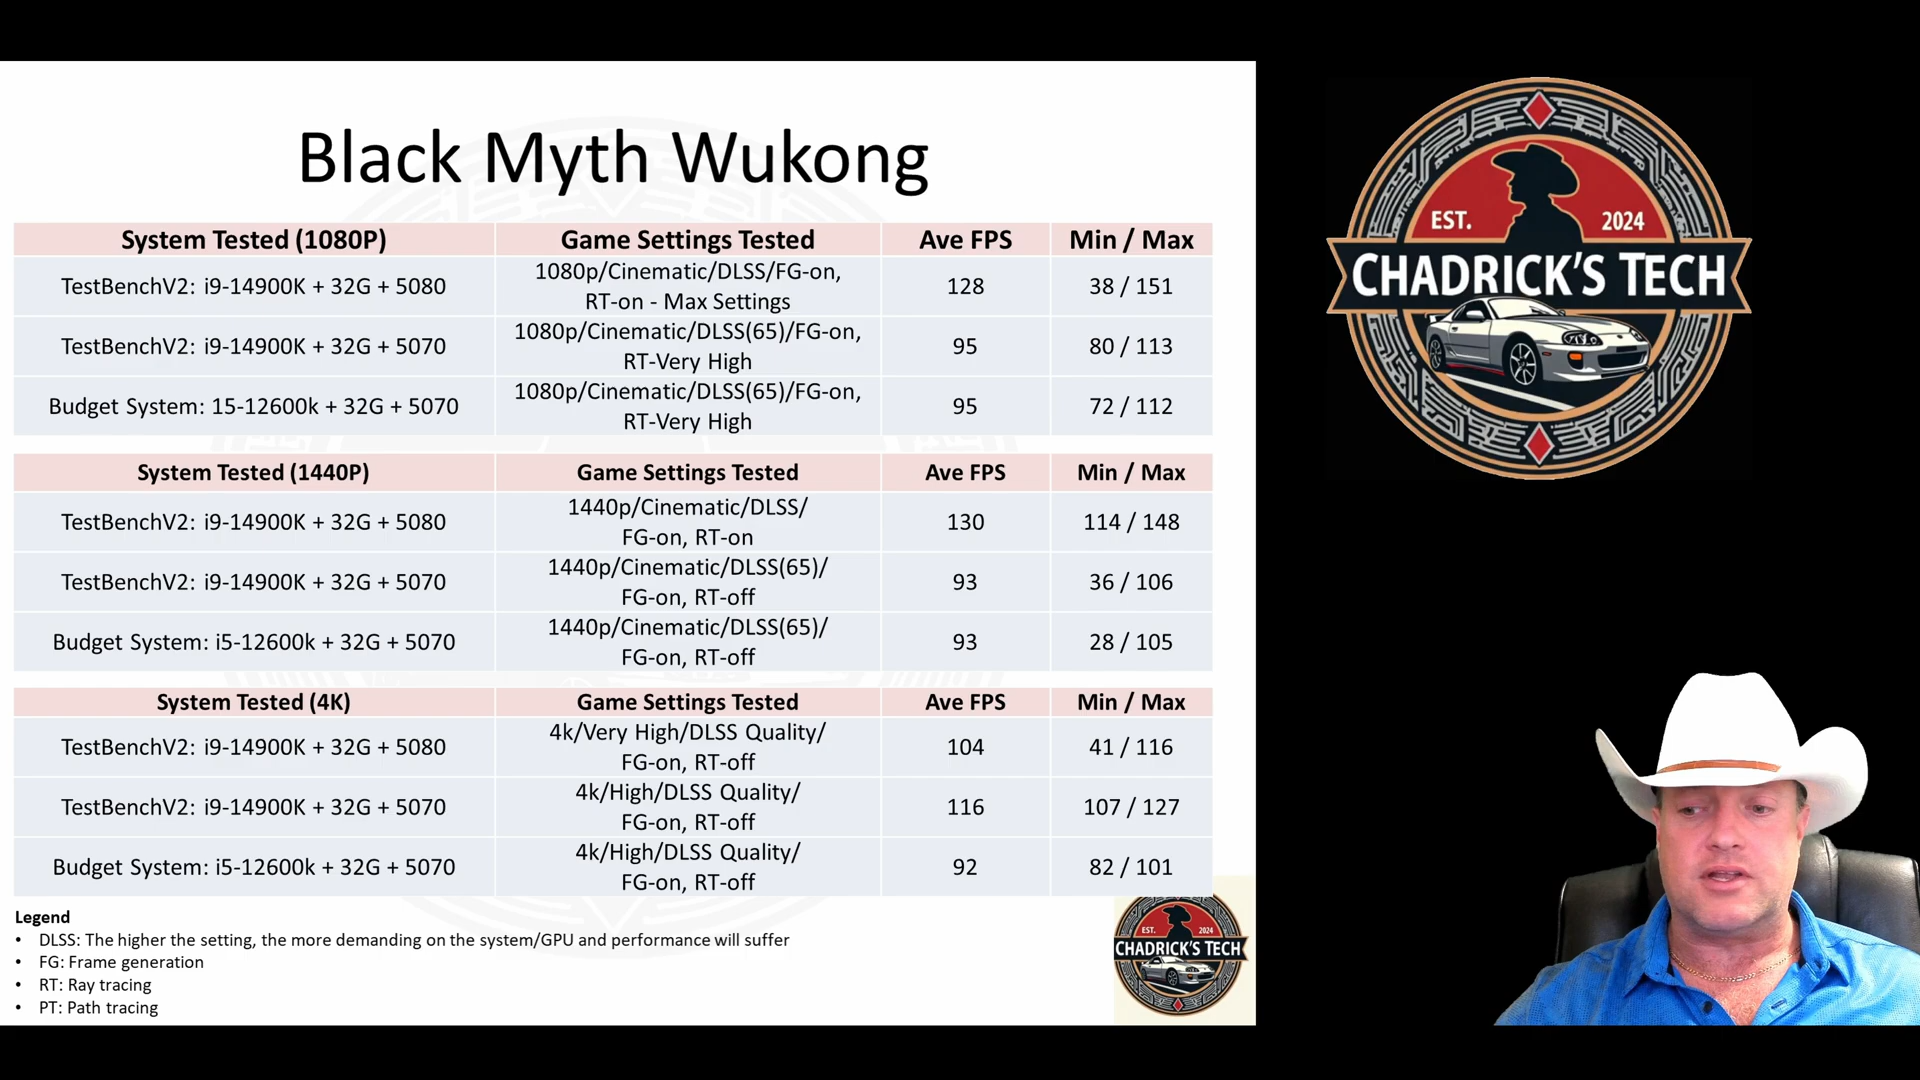 Black Myth Wukong
System Tested (1080P) Game Settings Tested Ave FPS Min / Max
TestBenchV2: i9-14900K + 32G + 5080 1080p/Cinematic/DLSS/FG-on, RT-on - Max Settings 128 38 / 151
TestBenchV2: i9-14900K + 32G + 5070 1080p/Cinematic/DLSS(65)/FG-on, RT-Very High 95 80 / 113
Budget System: 15-12600k + 32G + 5070 1080p/Cinematic/DLSS(65)/FG-on, RT-Very High 95 72 / 112
System Tested (1440P) Game Settings Tested Ave FPS Min / Max
TestBenchV2: i9-14900K + 32G + 5080 1440p/Cinematic/DLSS/ FG-on, RT-on 130 114 / 148
TestBenchV2: i9-14900K + 32G + 5070 1440p/Cinematic/DLSS(65)/ FG-on, RT-off 93 36 / 106
Budget System: i5-12600k + 32G + 5070 1440p/Cinematic/DLSS(65)/ FG-on, RT-off 93 28 / 105
System Tested (4K) Game Settings Tested Ave FPS Min / Max
TestBenchV2: i9-14900K + 32G + 5080 4k/Very High/DLSS Quality/ FG-on, RT-off 104 41 / 116
TestBenchV2: i9-14900K + 32G + 5070 4k/High/DLSS Quality/ FG-on, RT-off 116 107 / 127
Budget System: i5-12600k + 32G + 5070 4k/High/DLSS Quality/ FG-on, RT-off 92 82 / 101
Legend
• DLSS: The higher the setting, the more demanding on the system/GPU and performance will suffer
• FG: Frame generation
• RT: Ray tracing
• PT: Path tracing
EST. 2024
CHADRICK'S TECH
EST. 2024
CHADRICK'S TECH